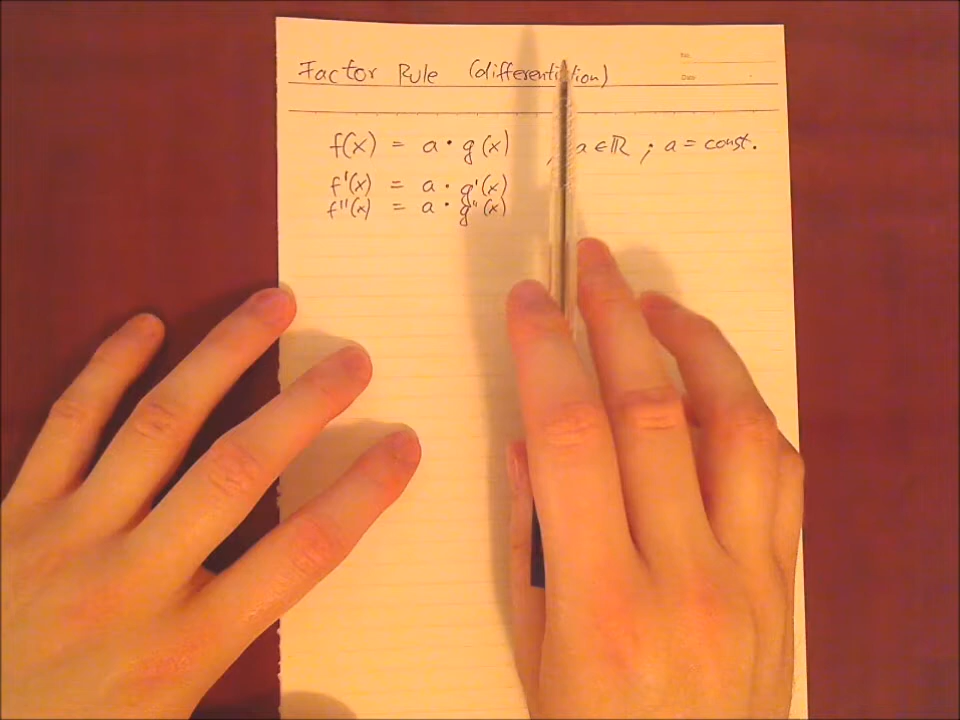 Factor Rule (differentiation)
No.
Date
f(x) = a · g(x) , a ∈ ℝ ; a = const.
f'(x) = a · g'(x)
f''(x) = a · g''(x)